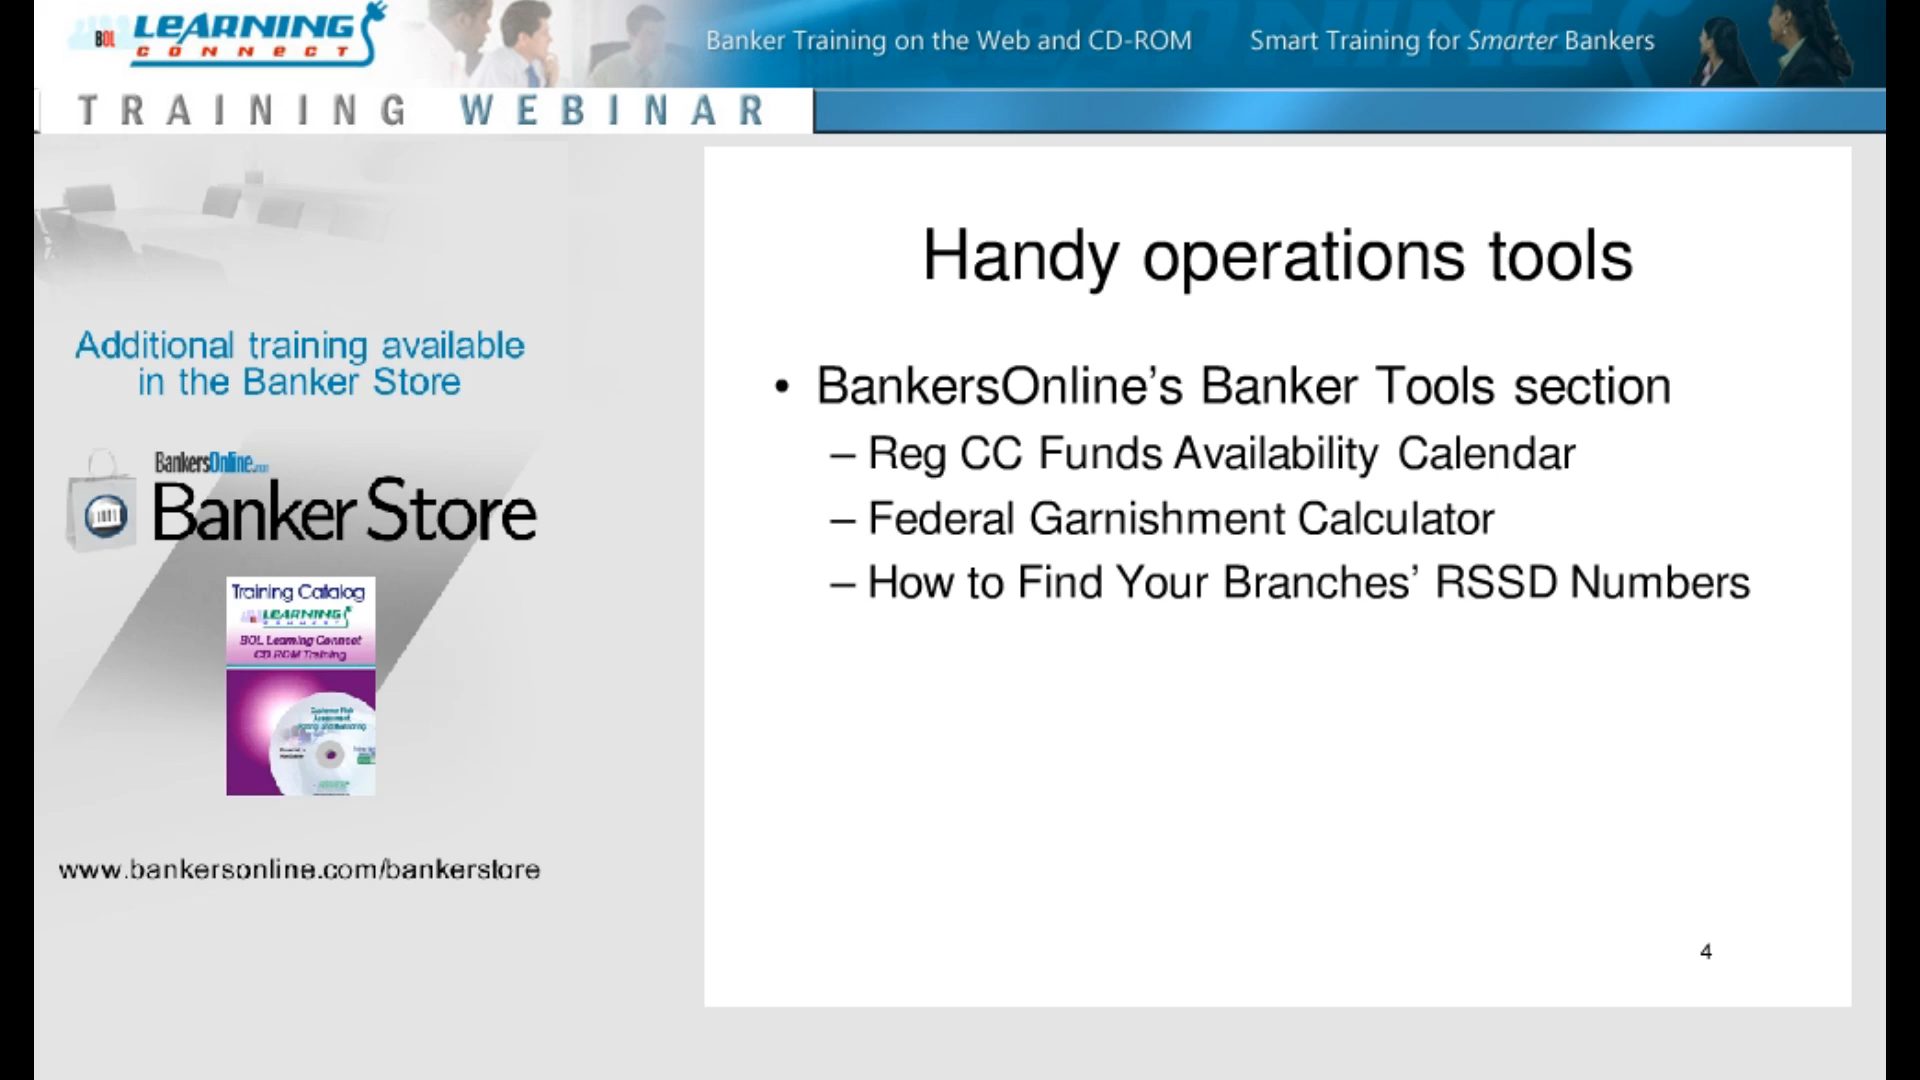 BOL LEARNING
CONNECT
Banker Training on the Web and CD-ROM Smart Training for Smarter Bankers
TRAINING WEBINAR
Additional training available
in the Banker Store
BankersOnline.com
Banker Store
Training Catalog
LEARNING
BOL Learning Connect
CD ROM Training
www.bankersonline.com/bankerstore
Handy operations tools
• BankersOnline’s Banker Tools section
– Reg CC Funds Availability Calendar
– Federal Garnishment Calculator
– How to Find Your Branches’ RSSD Numbers
4